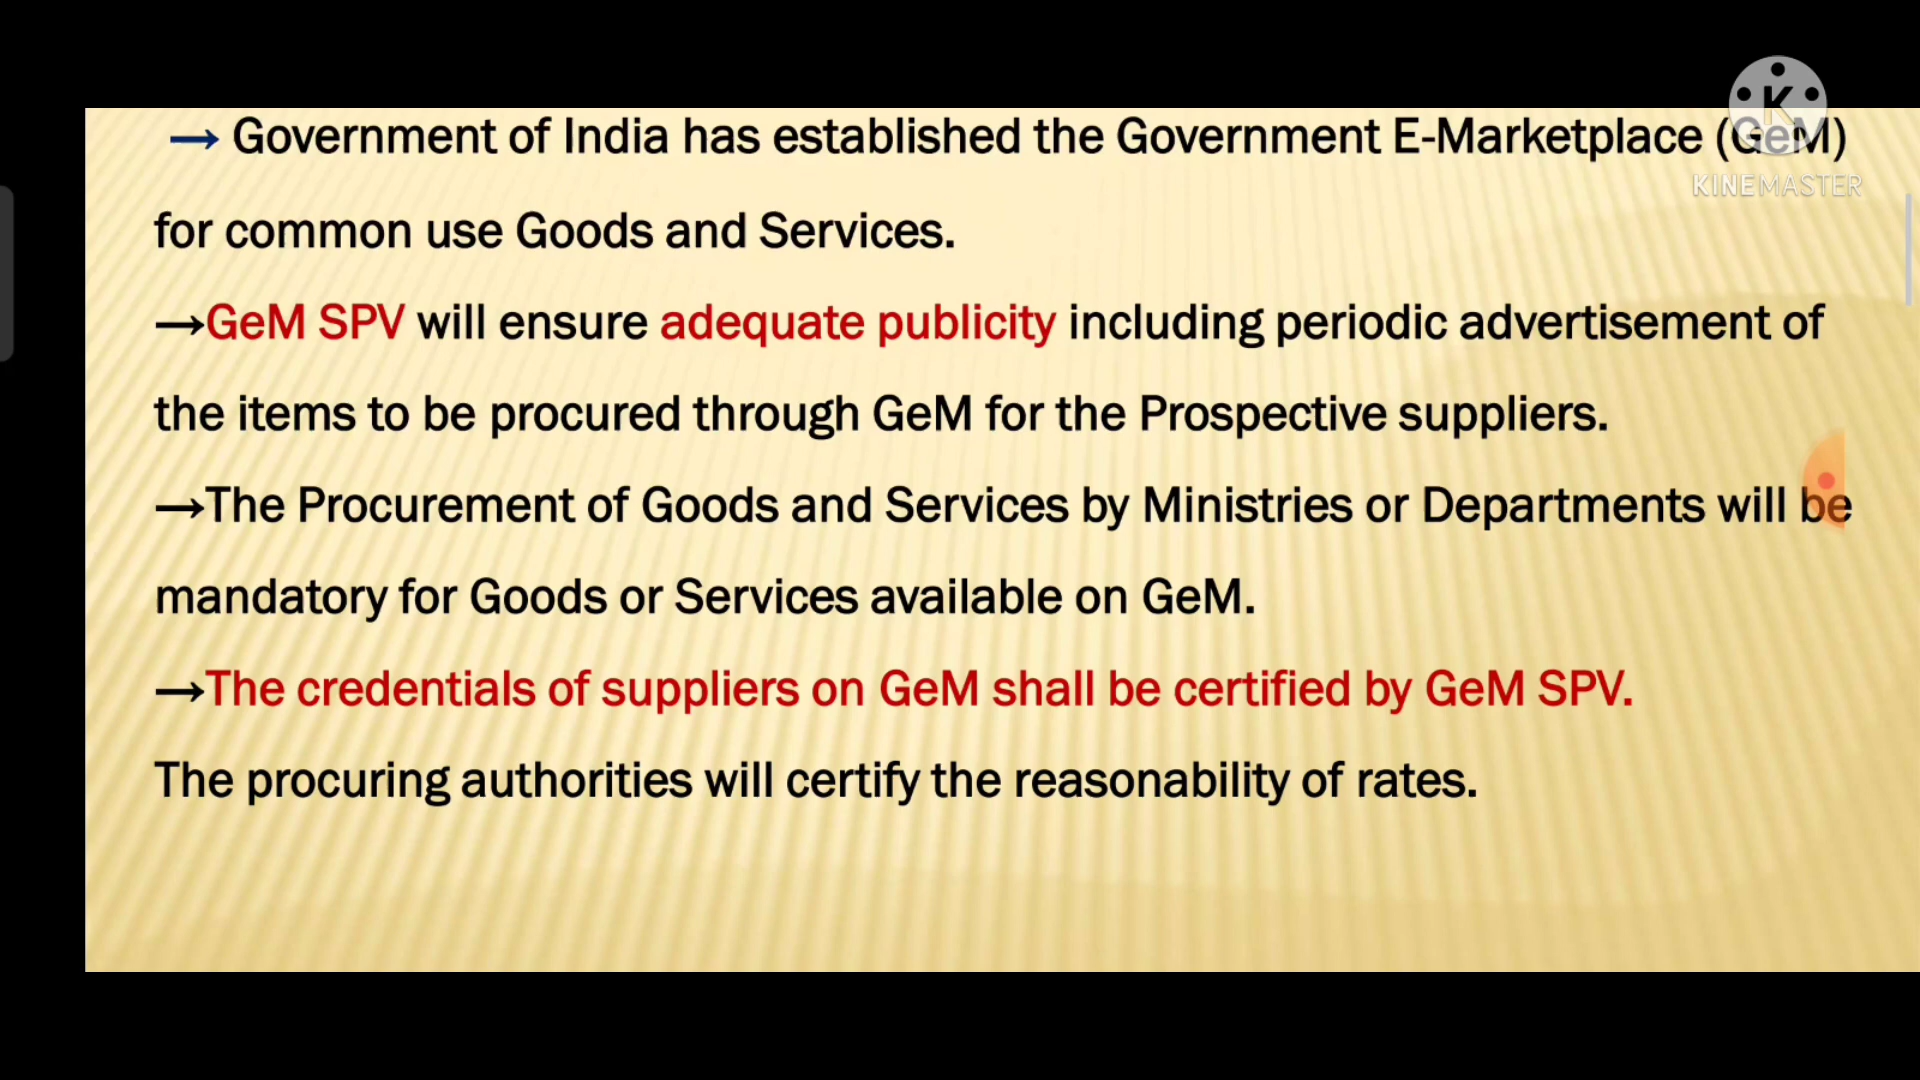 → Government of India has established the Government E-Marketplace (GeM)
for common use Goods and Services.
→GeM SPV will ensure adequate publicity including periodic advertisement of
the items to be procured through GeM for the Prospective suppliers.
→The Procurement of Goods and Services by Ministries or Departments will be
mandatory for Goods or Services available on GeM.
→The credentials of suppliers on GeM shall be certified by GeM SPV.
The procuring authorities will certify the reasonability of rates.
K
KINEMASTER